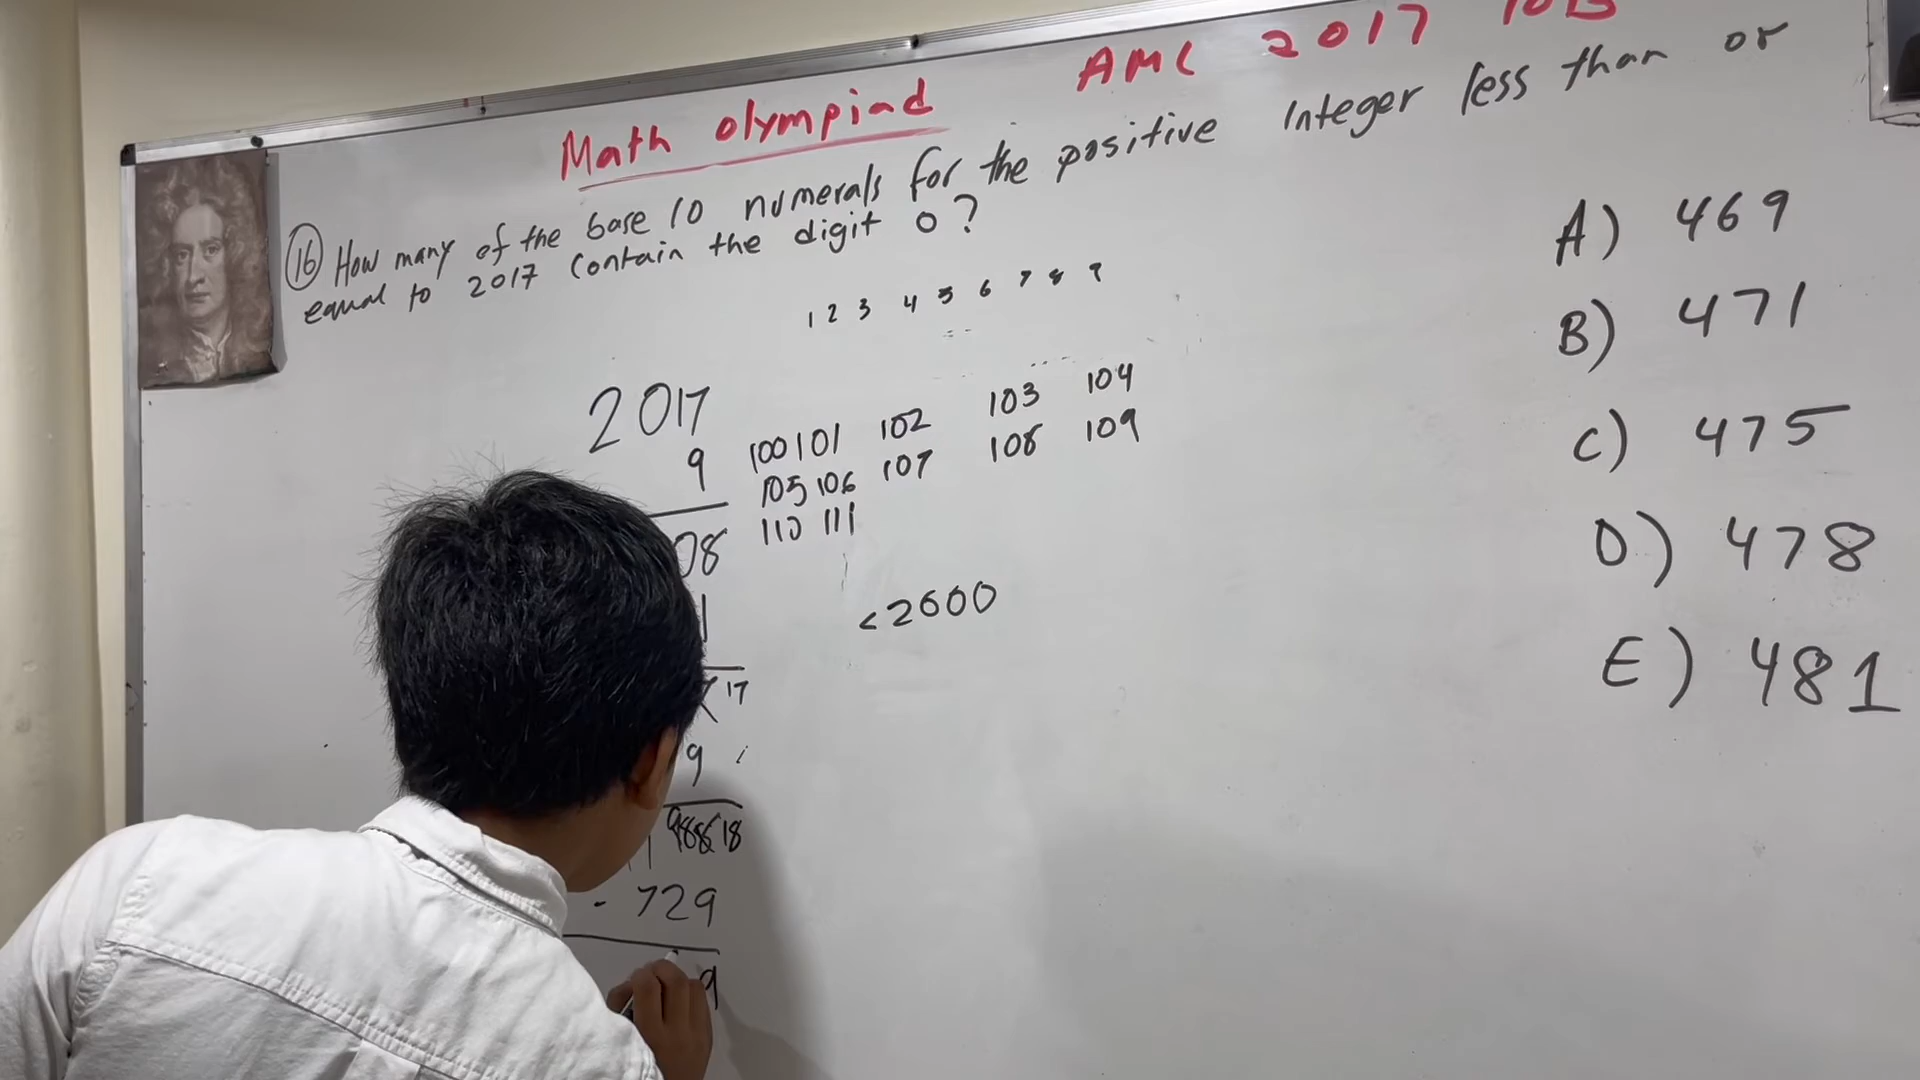 Math olympiad AMC 2017 10B
16 How many of the base 10 numerals for the positive Integer less than or
equal to 2017 contain the digit 0?
1 2 3 4 5 6 7 8 9
A) 469
B) 471
C) 475
D) 478
E) 481
2017
9
08
1
17
9
18
- 729
9
100 101 102 103 104
105 106 107 108 109
110 111
<2000